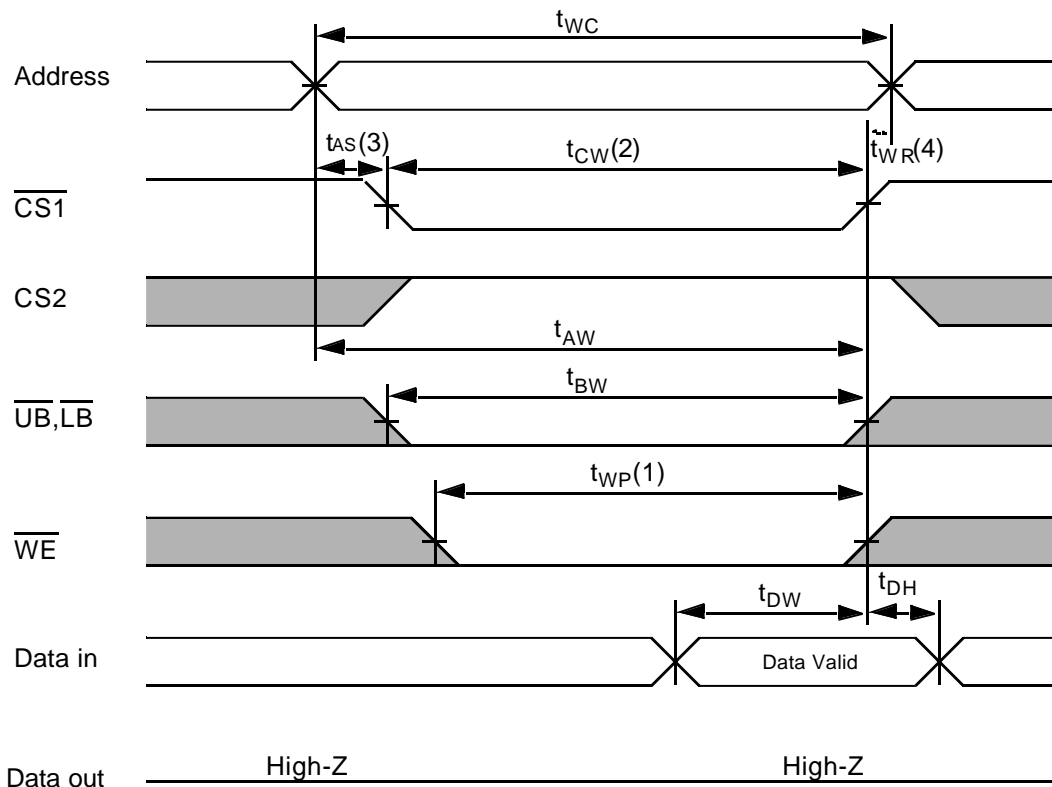 tWC
Address
tAS(3)
tCW(2)
tWR(4)
CS1
CS2
tAW
tBW
UB,LB
tWP(1)
WE
tDW
tDH
Data in
Data Valid
Data out
High-Z
High-Z